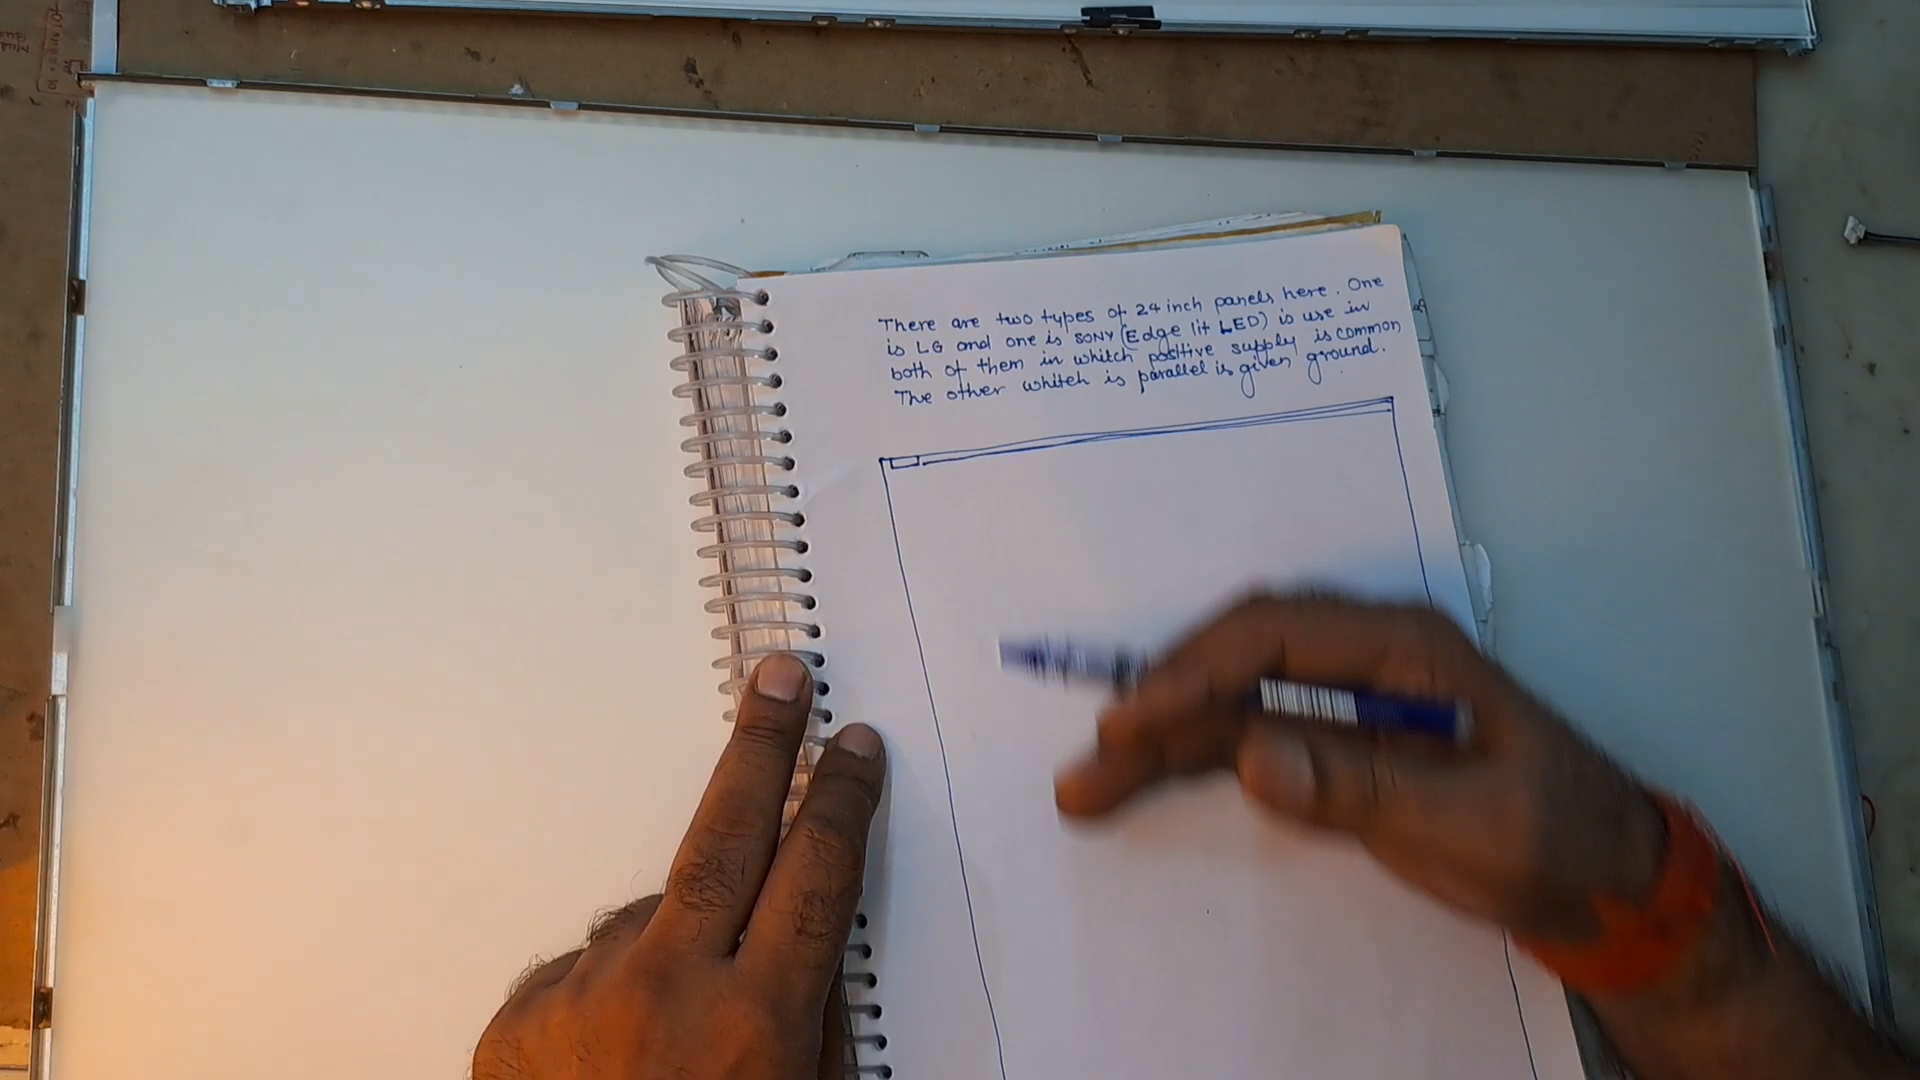 There are two types of 24 inch panels here. One
is LG and one is SONY (Edge lit LED) is use in
both of them in whitch positive supply is common
The other whiteh is parallel is given ground.